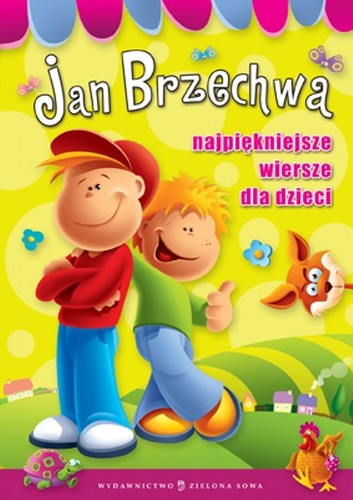 Jan Brzechwa
najpiękniejsze
wiersze
dla dzieci
WYDAWNICTWO ZIELONA SOWA